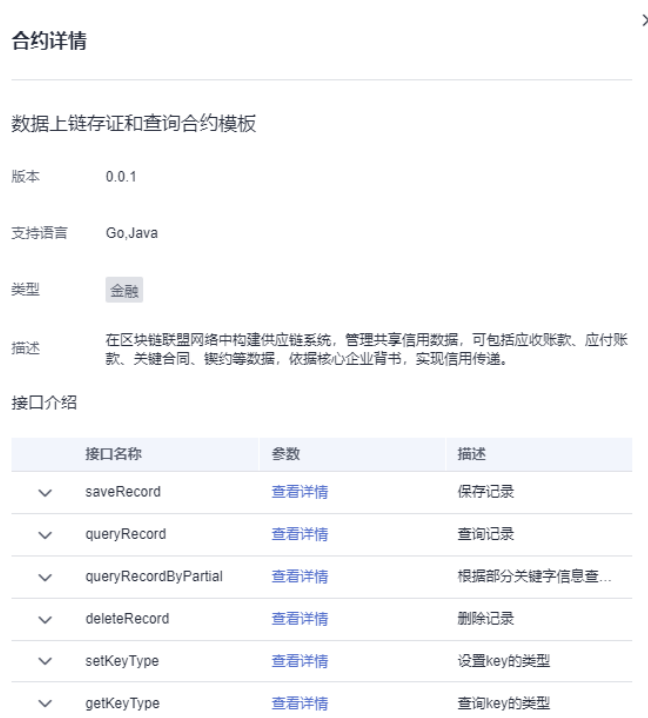 合约详情
数据上链存证和查询合约模板
版本 0.0.1
支持语言 Go,Java
类型 金融
描述 在区块链联盟网络中构建供应链系统，管理共享信用数据，可包括应收账款、应付账
款、关键合同、锲约等数据，依据核心企业背书，实现信用传递。
接口介绍
接口名称 参数 描述
saveRecord 查看详情 保存记录
queryRecord 查看详情 查询记录
queryRecordByPartial 查看详情 根据部分关键字信息查...
deleteRecord 查看详情 删除记录
setKeyType 查看详情 设置key的类型
getKeyType 查看详情 查询key的类型